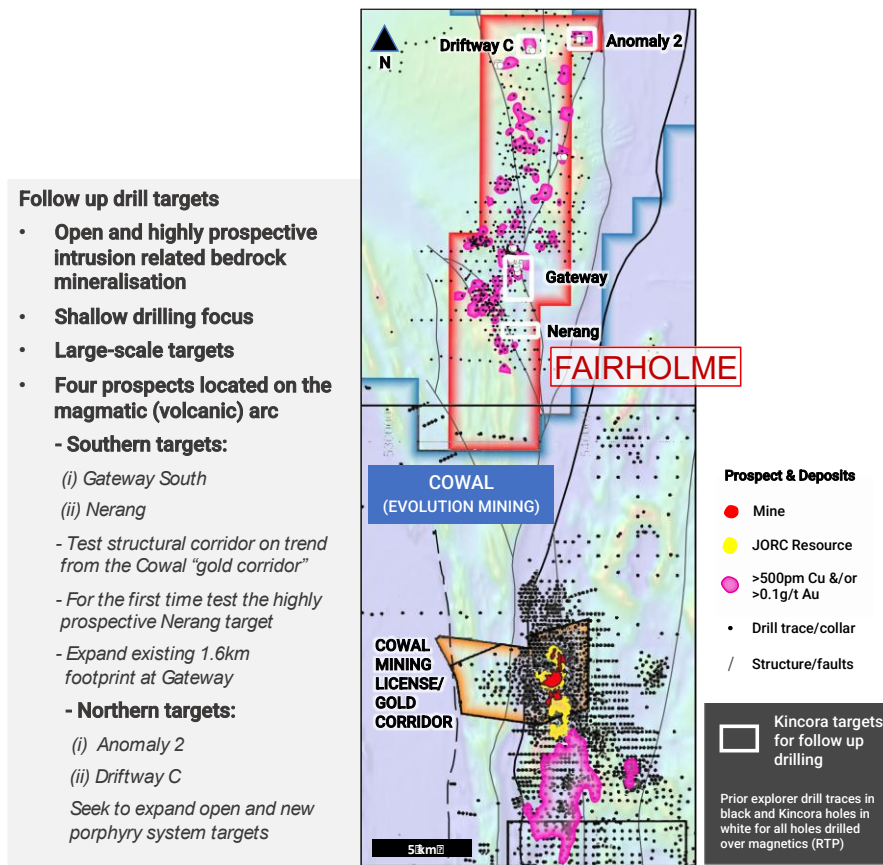 Follow up drill targets
• Open and highly prospective
intrusion related bedrock
mineralisation
• Shallow drilling focus
• Large-scale targets
• Four prospects located on the
magmatic (volcanic) arc
- Southern targets:
(i) Gateway South
(ii) Nerang
- Test structural corridor on trend
from the Cowal “gold corridor”
- For the first time test the highly
prospective Nerang target
- Expand existing 1.6km
footprint at Gateway
- Northern targets:
(i) Anomaly 2
(ii) Driftway C
Seek to expand open and new
porphyry system targets
N
Driftway C
Anomaly 2
Gateway
Nerang
FAIRHOLME
COWAL
(EVOLUTION MINING)
COWAL
MINING
LICENSE/
GOLD
CORRIDOR
5 km
Prospect & Deposits
Mine
JORC Resource
>500pm Cu &/or
>0.1g/t Au
Drill trace/collar
Structure/faults
Kincora targets
for follow up
drilling
Prior explorer drill traces in
black and Kincora holes in
white for all holes drilled
over magnetics (RTP)